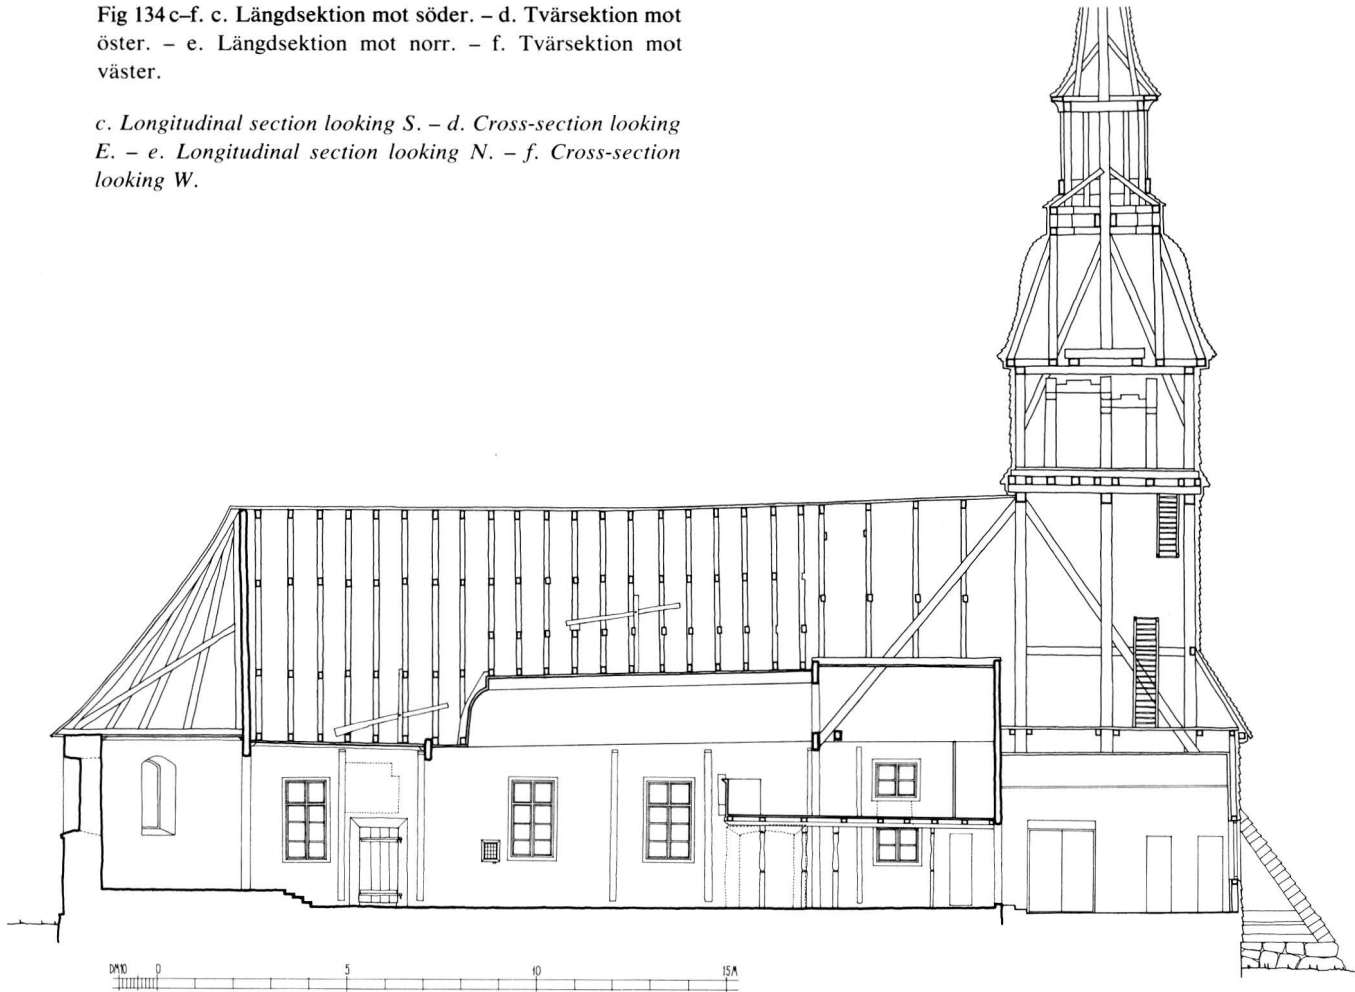 Fig 134 c–f. c. Längdsektion mot söder. – d. Tvärsektion mot
öster. – e. Längdsektion mot norr. – f. Tvärsektion mot
väster.
c. Longitudinal section looking S. – d. Cross-section looking
E. – e. Longitudinal section looking N. – f. Cross-section
looking W.
DM10 0 5 10 15M